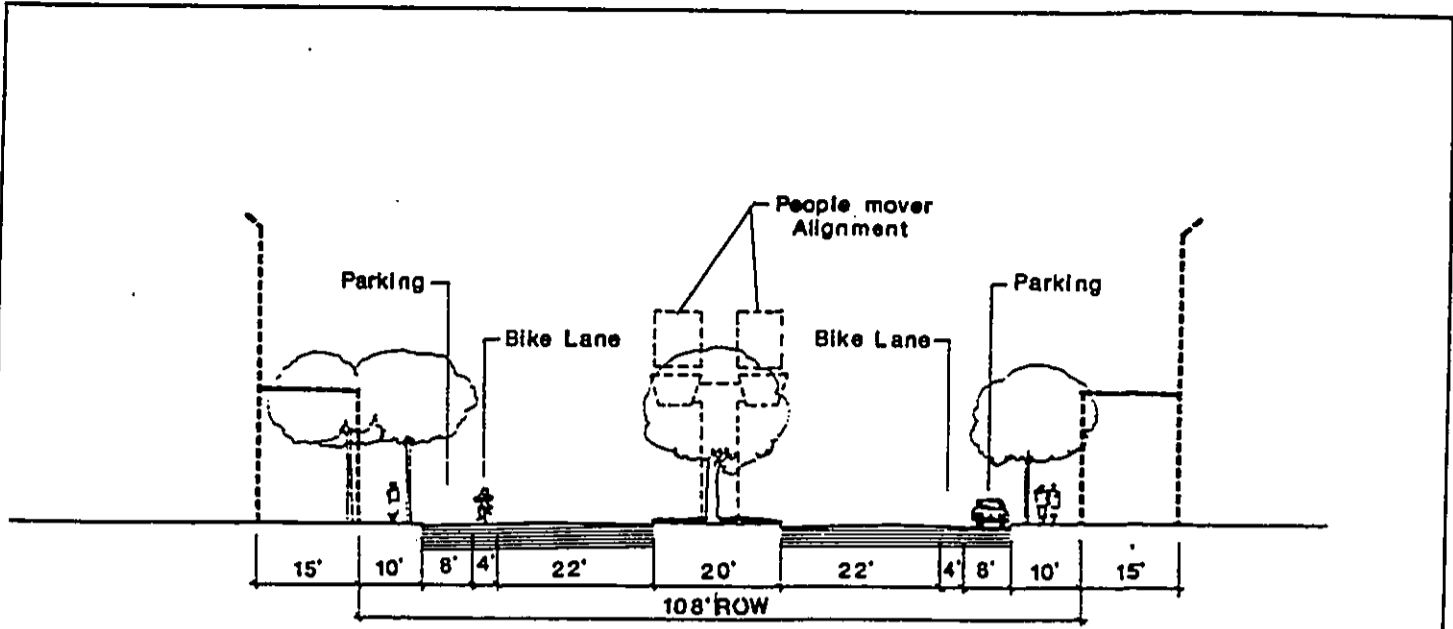 People mover
Alignment
Parking
Parking
Bike Lane
Bike Lane
15' 10' 8' 4' 22' 20' 22' 4' 8' 10' 15'
108' ROW